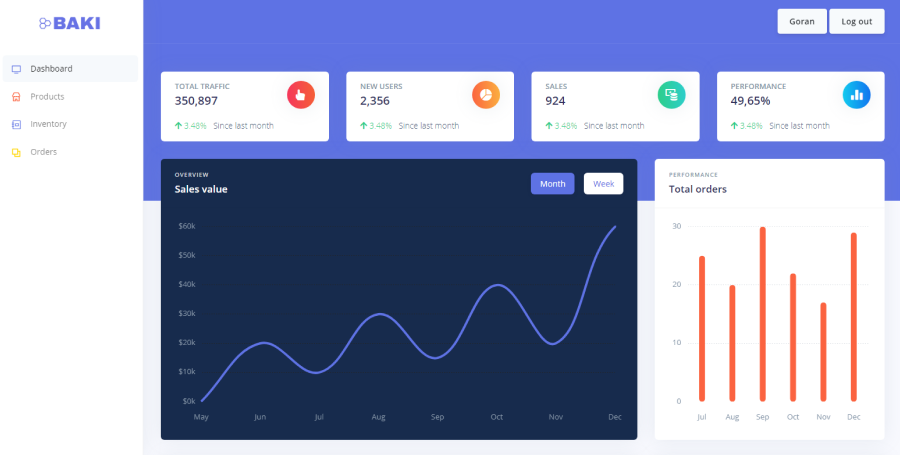 BAKI
Goran
Log out
Dashboard
Products
Inventory
Orders
TOTAL TRAFFIC
350,897
3.48% Since last month
NEW USERS
2,356
3.48% Since last month
SALES
924
3.48% Since last month
PERFORMANCE
49,65%
3.48% Since last month
OVERVIEW
Sales value
Month
Week
$60k
$50k
$40k
$30k
$20k
$10k
$0k
May Jun Jul Aug Sep Oct Nov Dec
PERFORMANCE
Total orders
30
20
10
0
Jul Aug Sep Oct Nov Dec